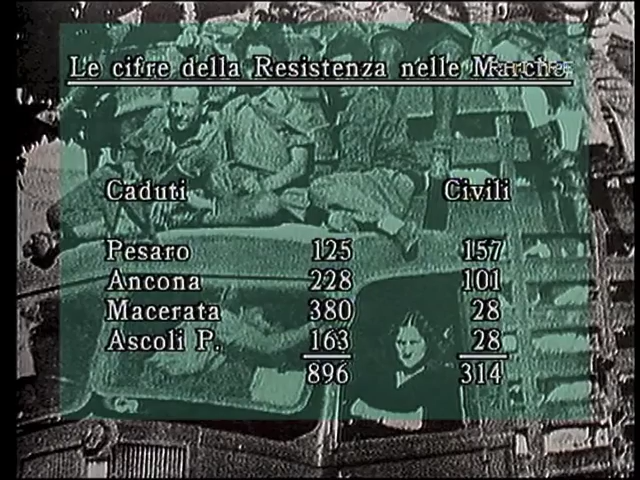 Le cifre della Resistenza nelle Marche
Caduti Civili
Pesaro 125 157
Ancona 228 101
Macerata 380 28
Ascoli P. 163 28
896 314